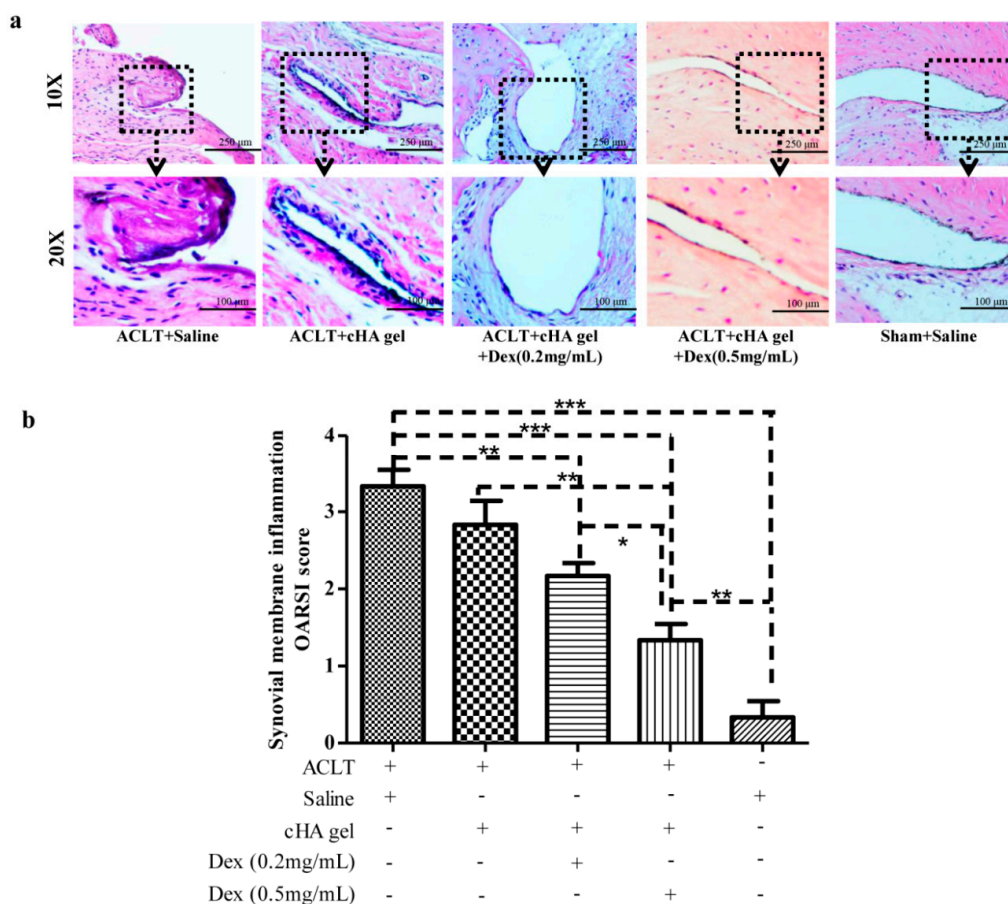 a
10X
250 μm
250 μm
250 μm
250 μm
250 μm
20X
100 μm
100 μm
100 μm
100 μm
100 μm
ACLT+Saline
ACLT+cHA gel
ACLT+cHA gel
+Dex(0.2mg/mL)
ACLT+cHA gel
+Dex(0.5mg/mL)
Sham+Saline
b
Synovial membrane inflammation
OARSI score
4
3
2
1
0
***
***
**
**
*
**
ACLT + + + + -
Saline + - - - +
cHA gel - + + + -
Dex (0.2mg/mL) - - + - -
Dex (0.5mg/mL) - - - + -